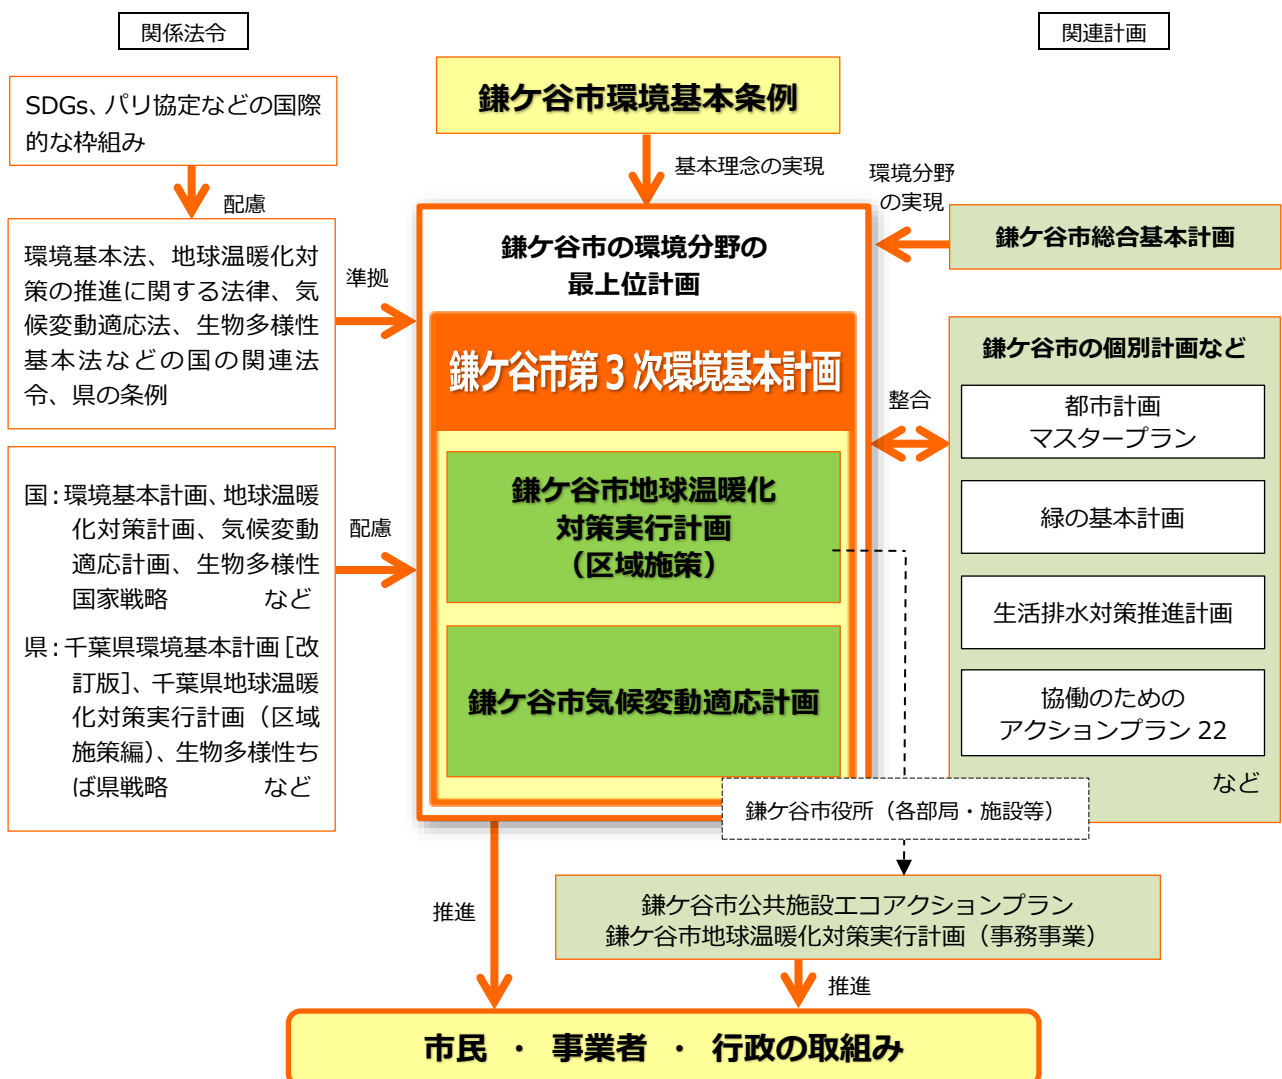 関係法令
関連計画
鎌ケ谷市環境基本条例
SDGs、パリ協定などの国際
的な枠組み
配慮
基本理念の実現
環境分野
の実現
環境基本法、地球温暖化対
策の推進に関する法律、気
候変動適応法、生物多様性
基本法などの国の関連法
令、県の条例
準拠
鎌ケ谷市の環境分野の
最上位計画
鎌ケ谷市第3次環境基本計画
鎌ケ谷市総合基本計画
鎌ケ谷市の個別計画など
整合
都市計画
マスタープラン
緑の基本計画
生活排水対策推進計画
協働のための
アクションプラン 22
など
国:環境基本計画、地球温暖
化対策計画、気候変動
適応計画、生物多様性
国家戦略 など
県:千葉県環境基本計画[改
訂版]、千葉県地球温暖
化対策実行計画（区域
施策編）、生物多様性ち
ば県戦略 など
配慮
鎌ケ谷市地球温暖化
対策実行計画
（区域施策）
鎌ケ谷市気候変動適応計画
鎌ケ谷市役所（各部局・施設等）
推進
鎌ケ谷市公共施設エコアクションプラン
鎌ケ谷市地球温暖化対策実行計画（事務事業）
推進
市民 ・ 事業者 ・ 行政の取組み